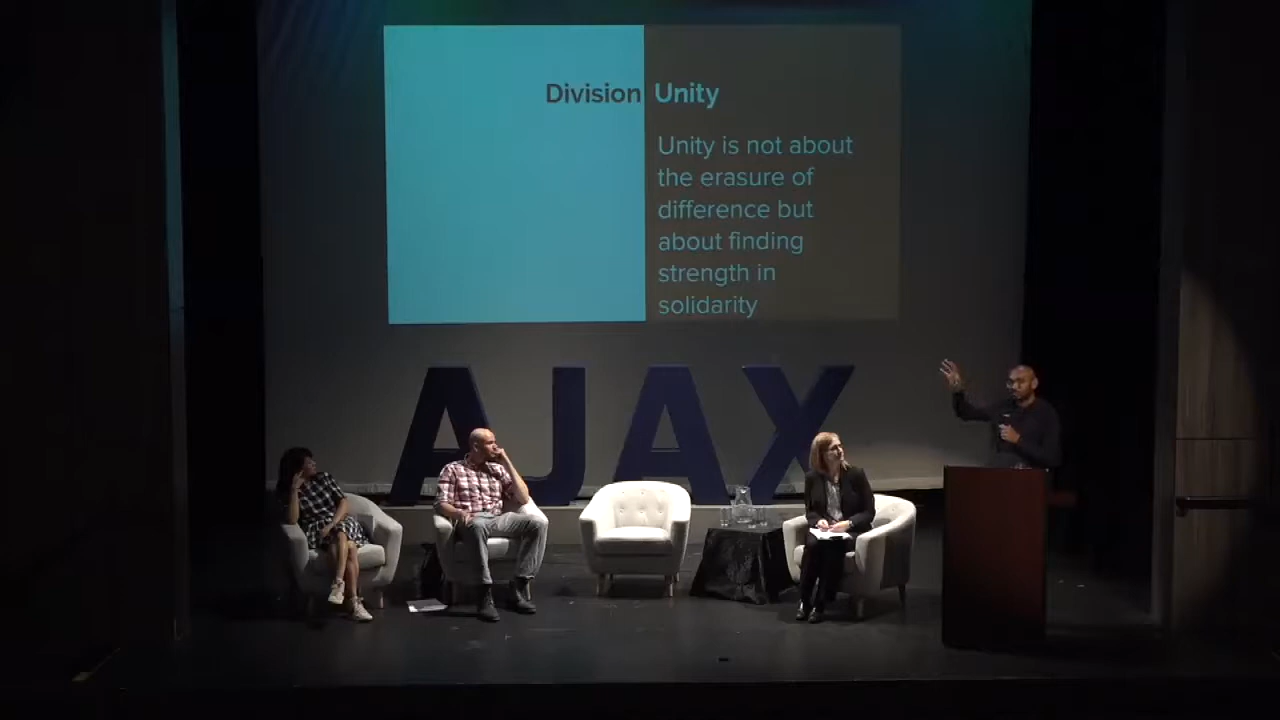 Division Unity
Unity is not about
the erasure of
difference but
about finding
strength in
solidarity
AJAX